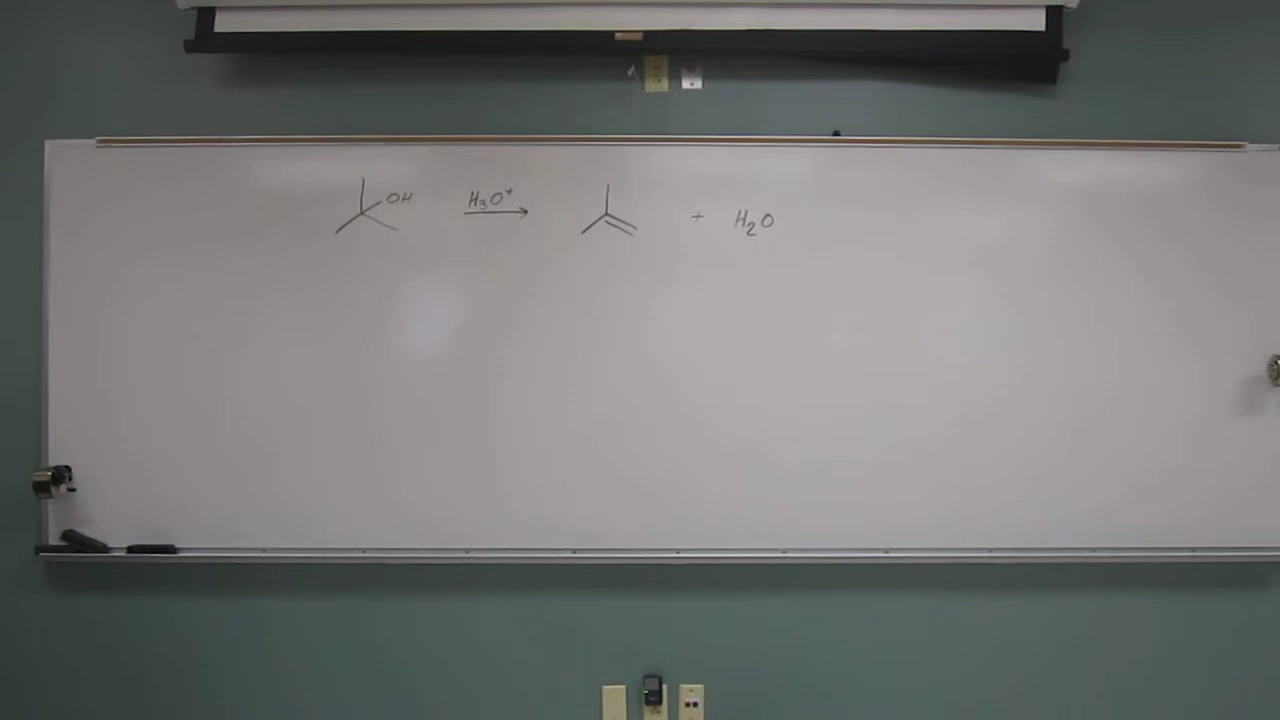 OH H₃O⁺ → + H₂O